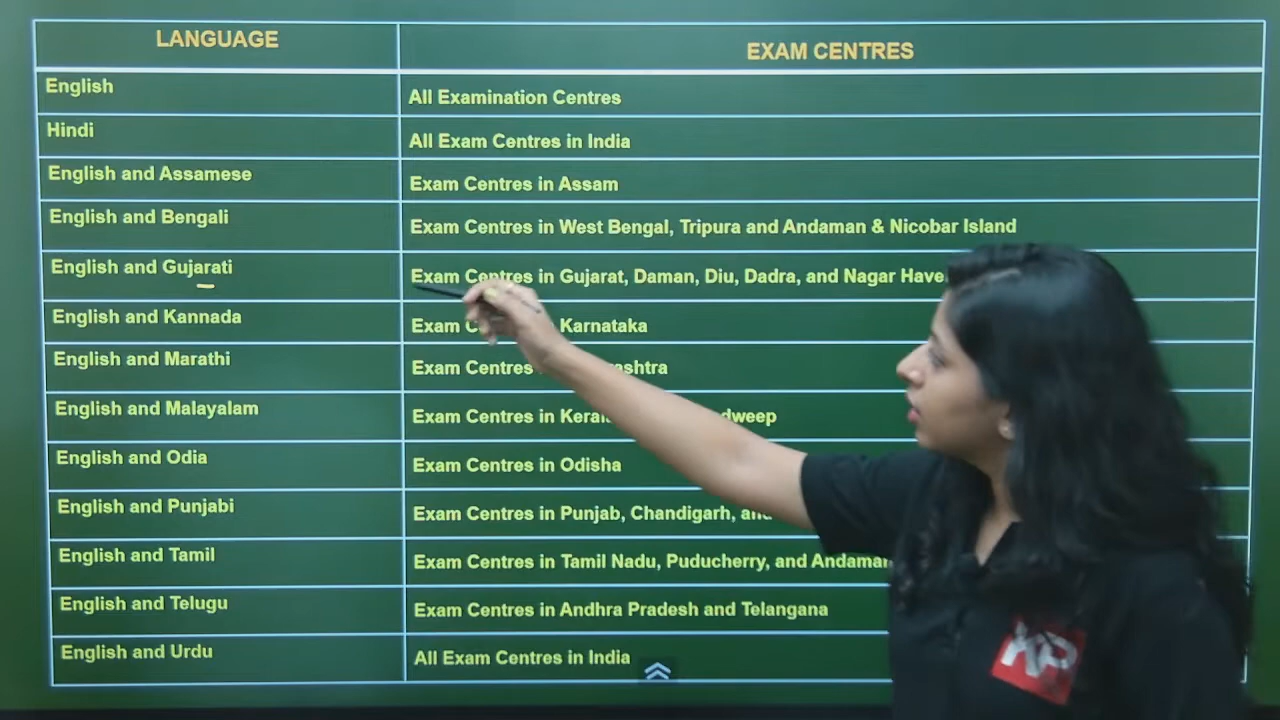 LANGUAGE EXAM CENTRES
English All Examination Centres
Hindi All Exam Centres in India
English and Assamese Exam Centres in Assam
English and Bengali Exam Centres in West Bengal, Tripura and Andaman & Nicobar Island
English and Gujarati Exam Centres in Gujarat, Daman, Diu, Dadra, and Nagar
English and Kannada Exam Karnataka
English and Marathi Exam Centres
English and Malayalam Exam Centres in
English and Odia Exam Centres in Odisha
English and Punjabi Exam Centres in Punjab, Chandigarh,
English and Tamil Exam Centres in Tamil Nadu, Puducherry, and Andaman
English and Telugu Exam Centres in Andhra Pradesh and Telangana
English and Urdu All Exam Centres in India
KP